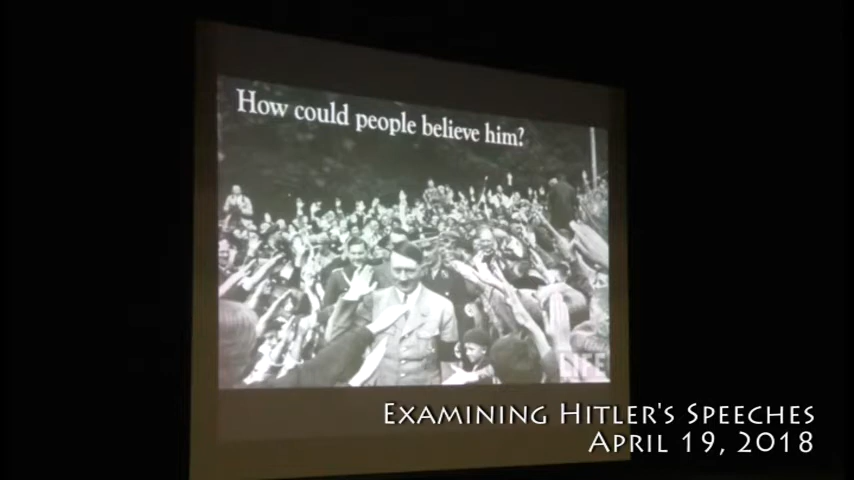 How could people believe him?
LIFE
EXAMINING HITLER'S SPEECHES
APRIL 19, 2018